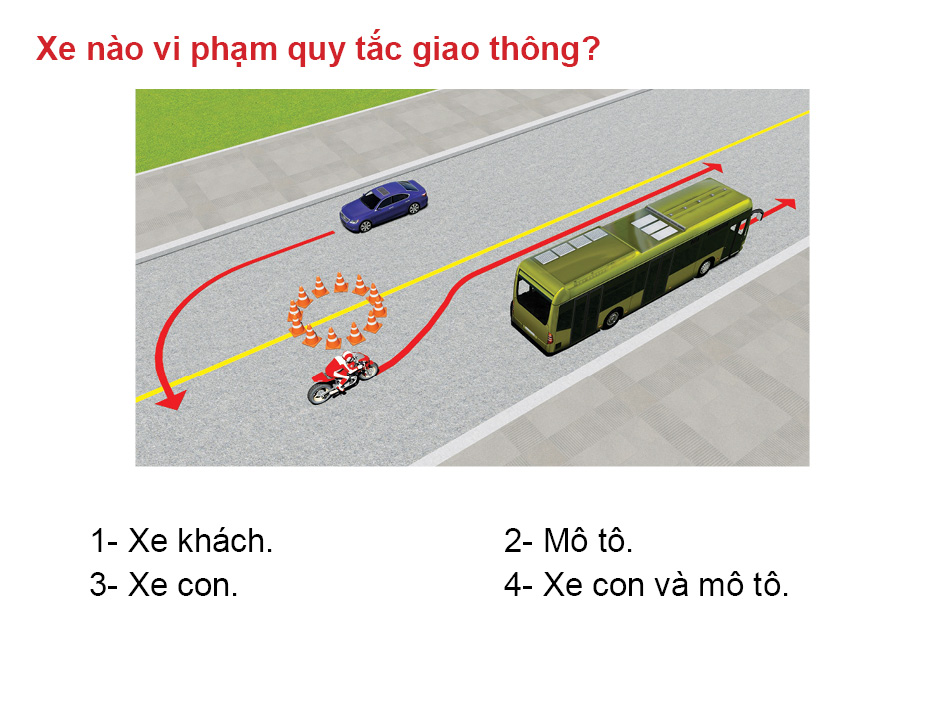 Xe nào vi phạm quy tắc giao thông?
1- Xe khách.
2- Mô tô.
3- Xe con.
4- Xe con và mô tô.